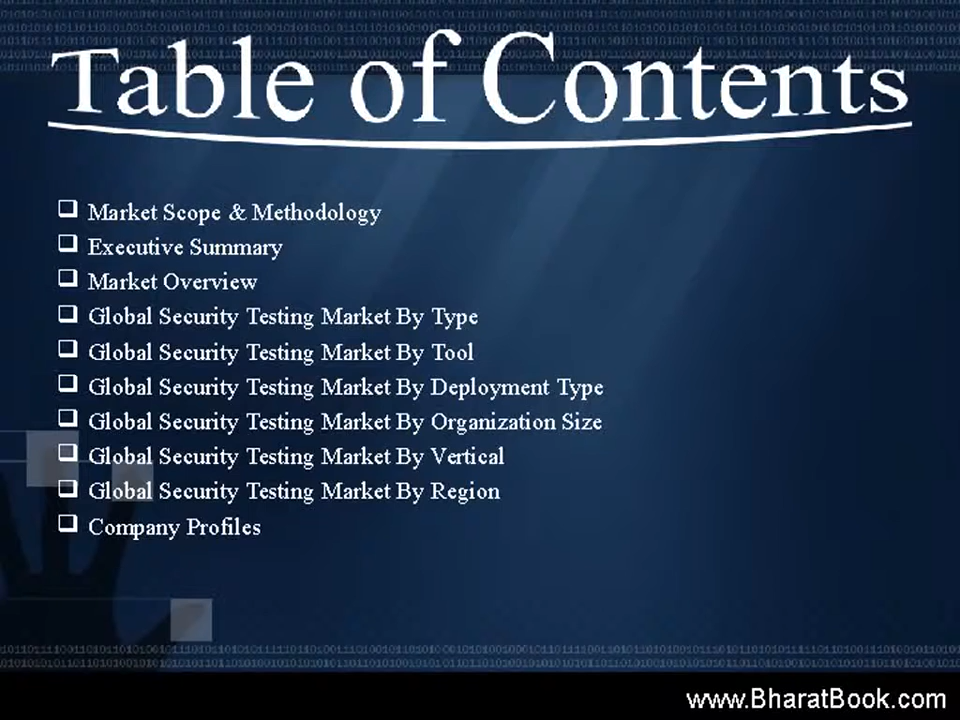 Table of Contents
Market Scope & Methodology
Executive Summary
Market Overview
Global Security Testing Market By Type
Global Security Testing Market By Tool
Global Security Testing Market By Deployment Type
Global Security Testing Market By Organization Size
Global Security Testing Market By Vertical
Global Security Testing Market By Region
Company Profiles
www.BharatBook.com